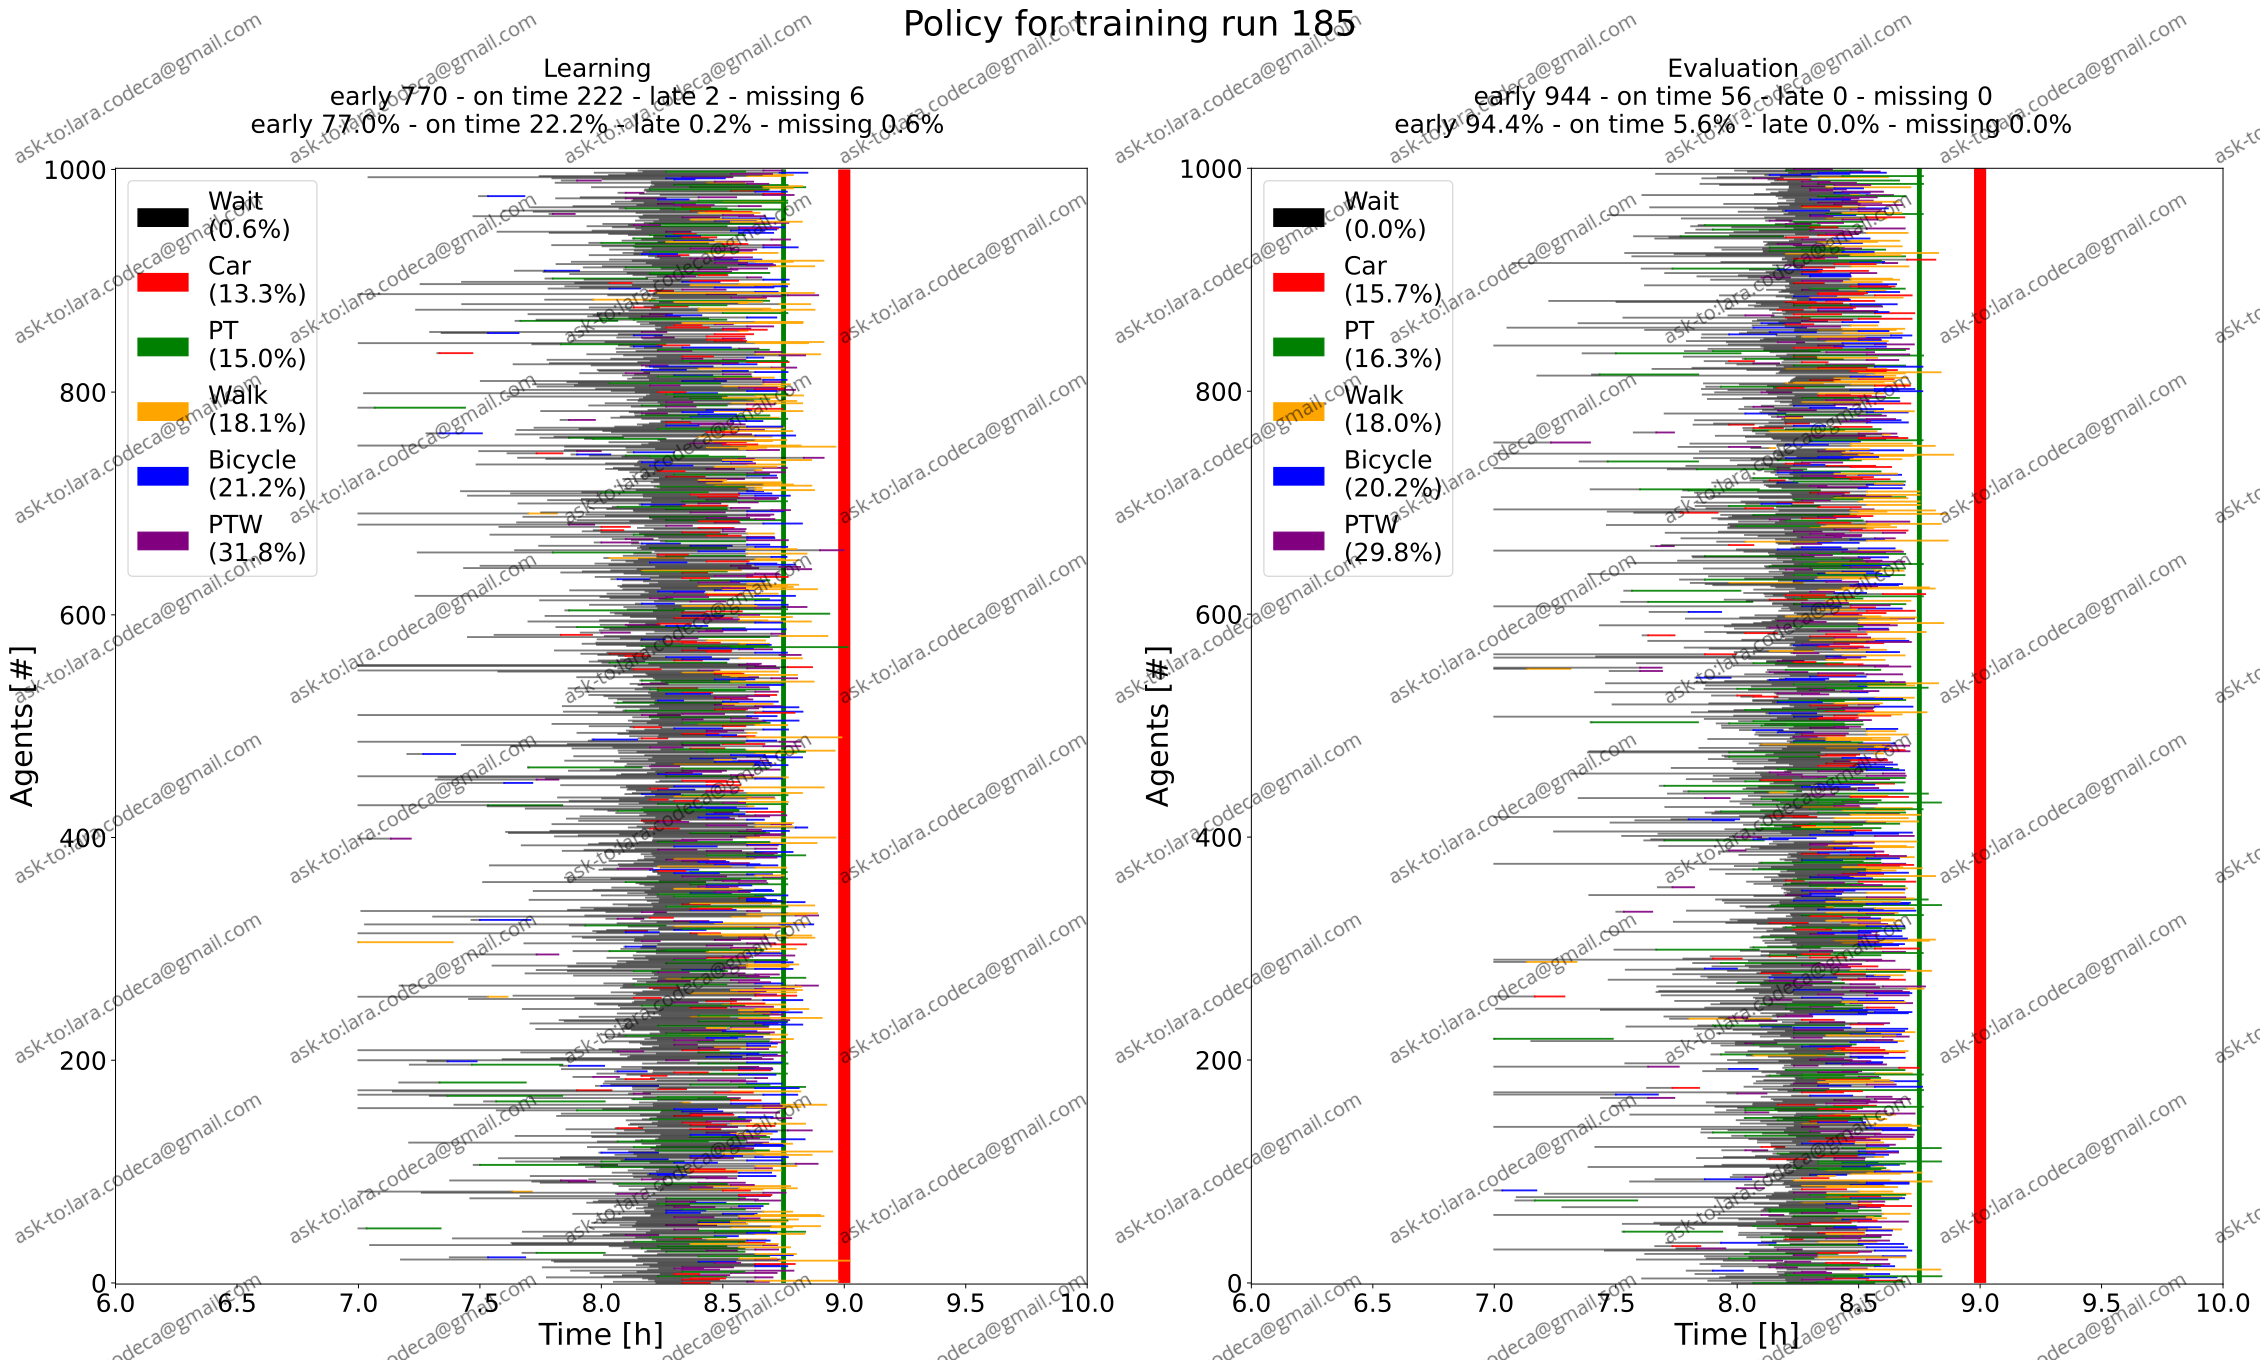 Policy for training run 185
Learning
early 770 - on time 222 - late 2 - missing 6
early 77.0% - on time 22.2% - late 0.2% - missing 0.6%
1000
800
600
400
200
0
Agents [#]
Wait
(0.6%)
Car
(13.3%)
PT
(15.0%)
Walk
(18.1%)
Bicycle
(21.2%)
PTW
(31.8%)
6.0 6.5 7.0 7.5 8.0 8.5 9.0 9.5 10.0
Time [h]
Evaluation
early 944 - on time 56 - late 0 - missing 0
early 94.4% - on time 5.6% - late 0.0% - missing 0.0%
1000
800
600
400
200
0
Agents [#]
Wait
(0.0%)
Car
(15.7%)
PT
(16.3%)
Walk
(18.0%)
Bicycle
(20.2%)
PTW
(29.8%)
6.0 6.5 7.0 7.5 8.0 8.5 9.0 9.5 10.0
Time [h]
ask-to:lara.codeca@gmail.com